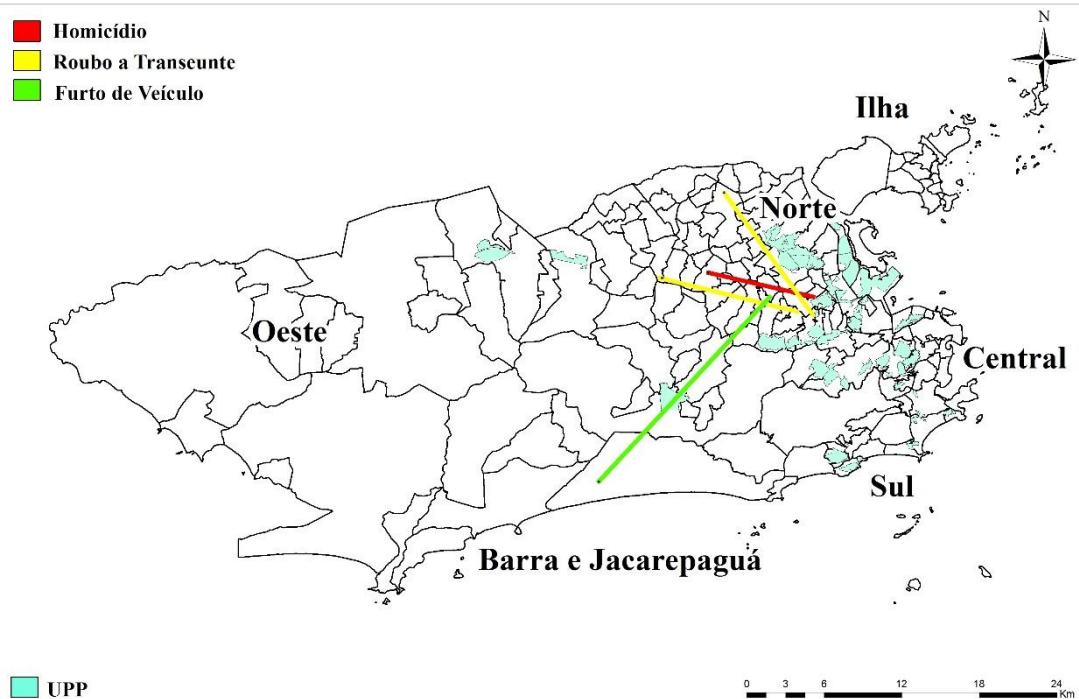 Homicídio
Roubo a Transeunte
Furto de Veículo
N
Ilha
Norte
Oeste
Central
Sul
Barra e Jacarepaguá
UPP
0 3 6 12 18 24
Km